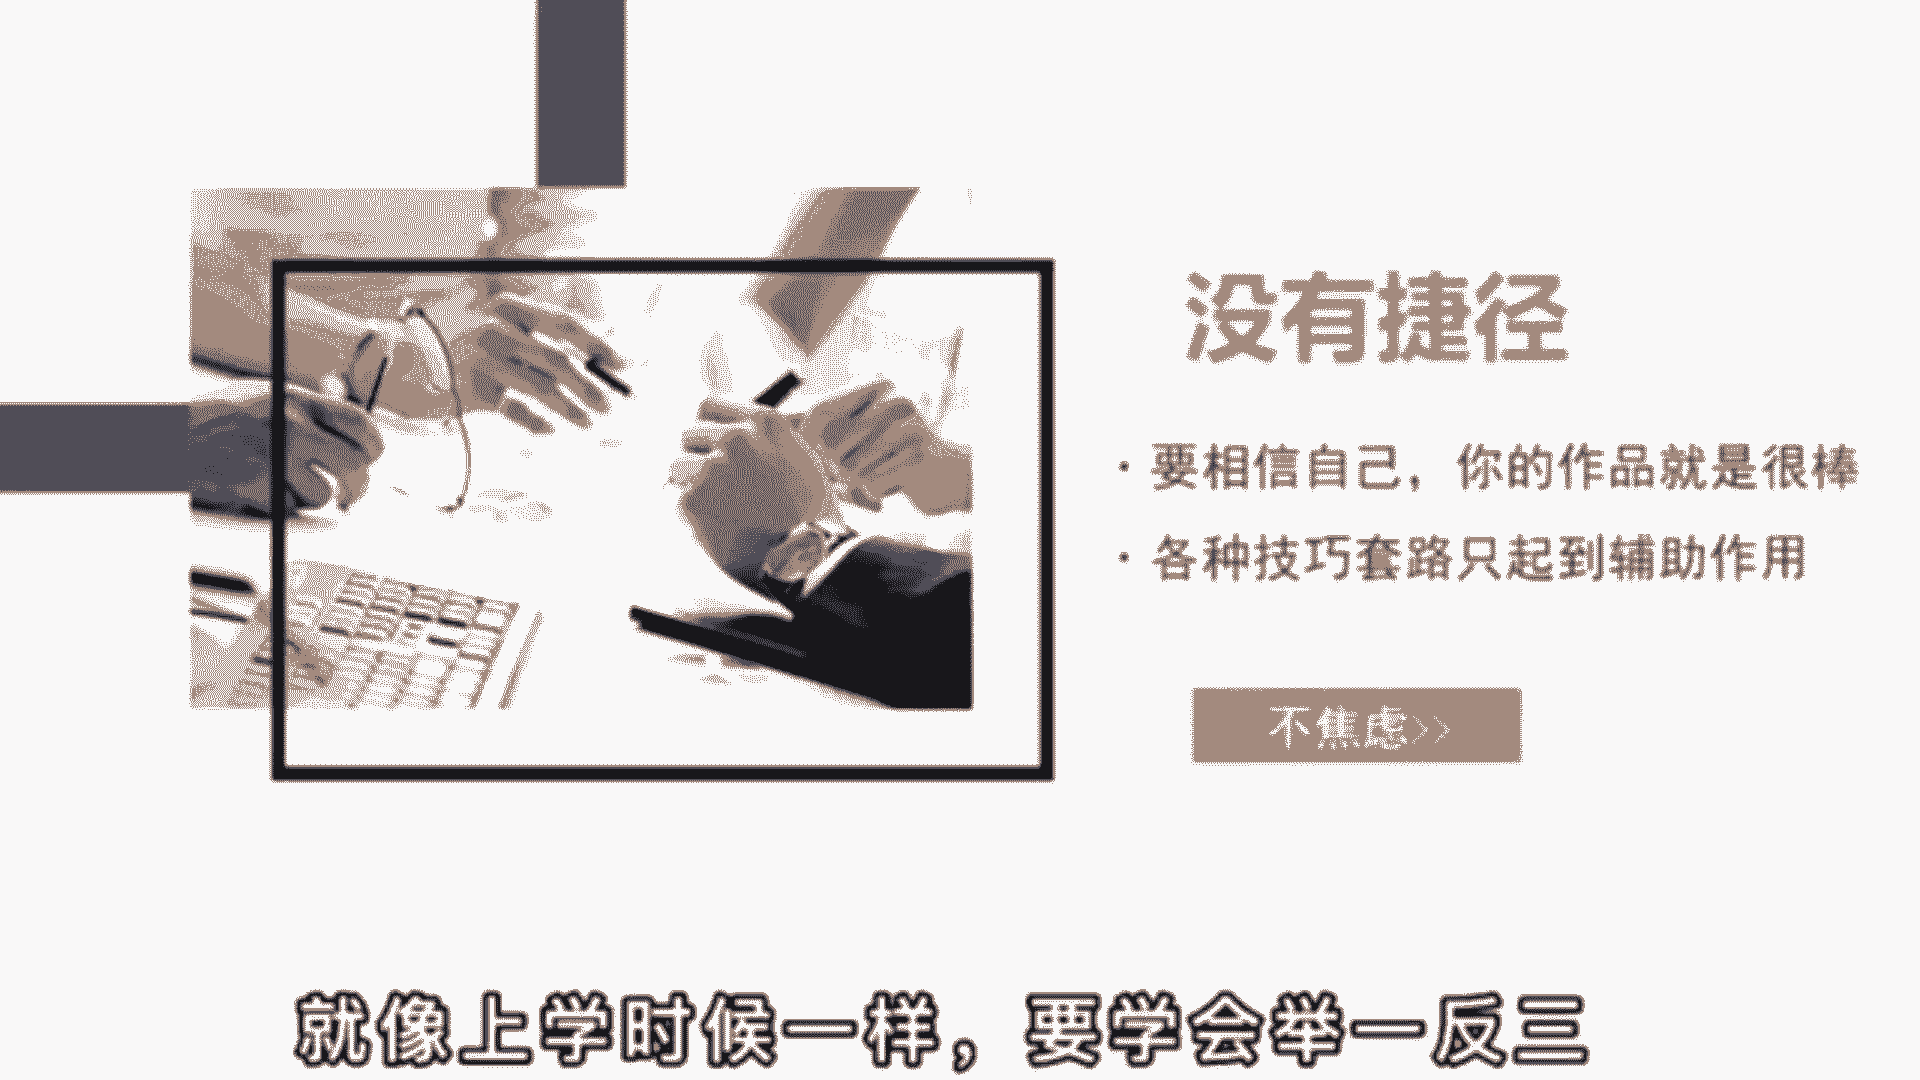 没有捷径
· 要相信自己，你的作品就是很棒
· 各种技巧套路只起到辅助作用
不焦虑>>
就像上学时候一样，要学会举一反三